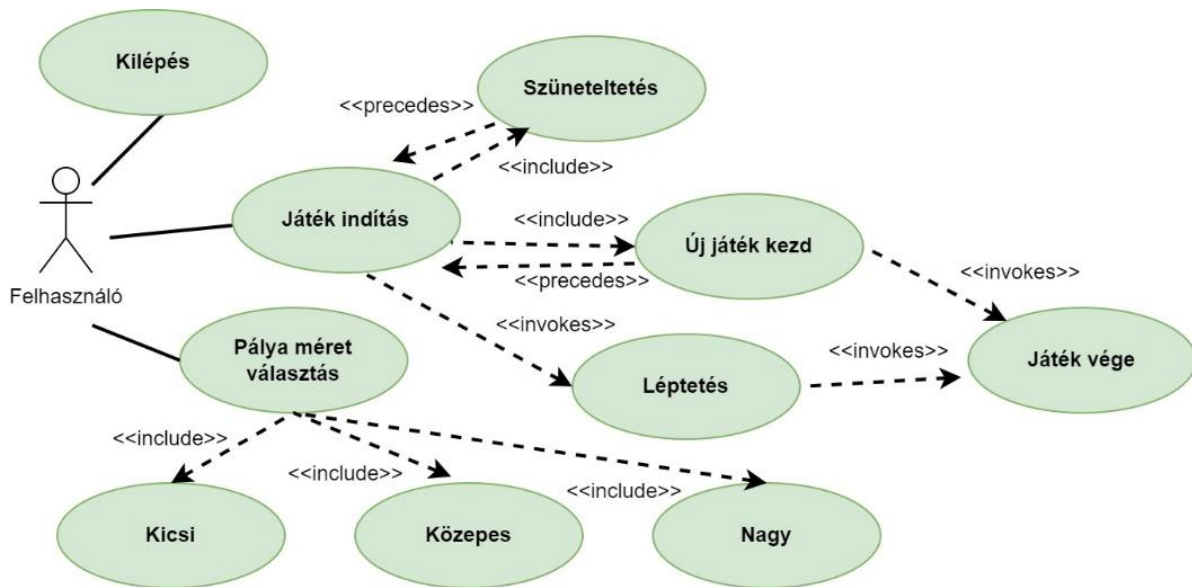 Kilépés
Szüneteltetés
<<precedes>>
<<include>>
Játék indítás
<<include>>
Új játék kezd
<<precedes>>
<<invokes>>
Felhasználó
<<invokes>>
Pálya méret
választás
Léptetés
<<invokes>>
Játék vége
<<include>>
<<include>>
<<include>>
Kicsi
Közepes
Nagy